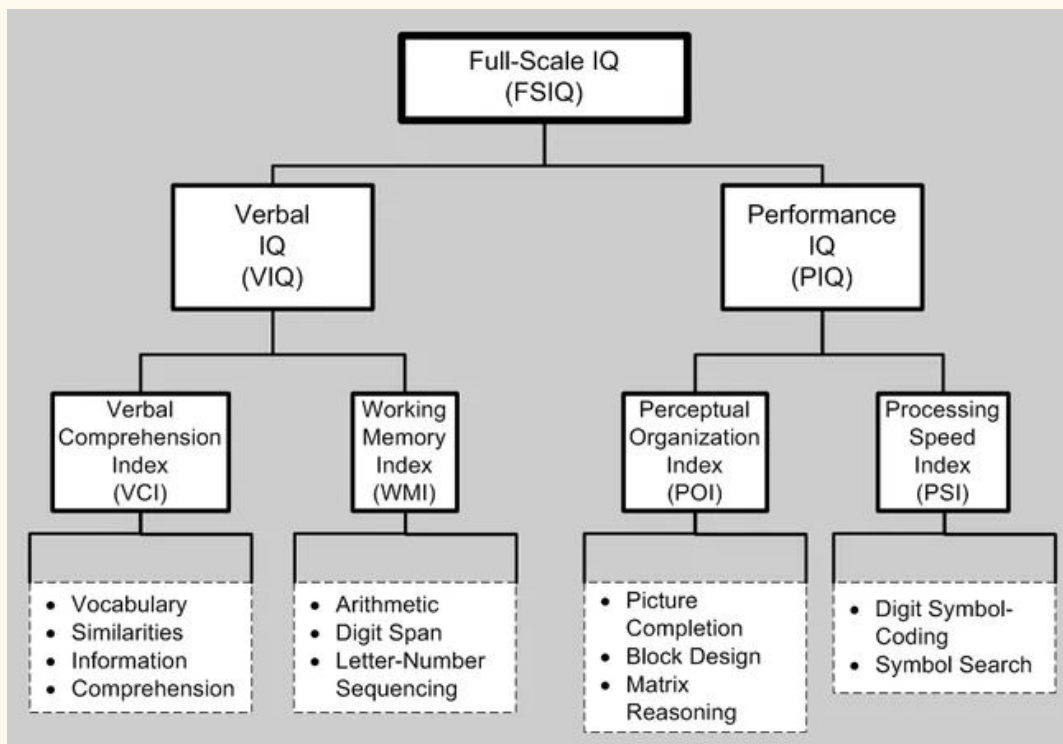 Full-Scale IQ
(FSIQ)
Verbal
IQ
(VIQ)
Performance
IQ
(PIQ)
Verbal
Comprehension
Index
(VCI)
Working
Memory
Index
(WMI)
Perceptual
Organization
Index
(POI)
Processing
Speed
Index
(PSI)
• Vocabulary
• Similarities
• Information
• Comprehension
• Arithmetic
• Digit Span
• Letter-Number
Sequencing
• Picture
Completion
• Block Design
• Matrix
Reasoning
• Digit Symbol-
Coding
• Symbol Search